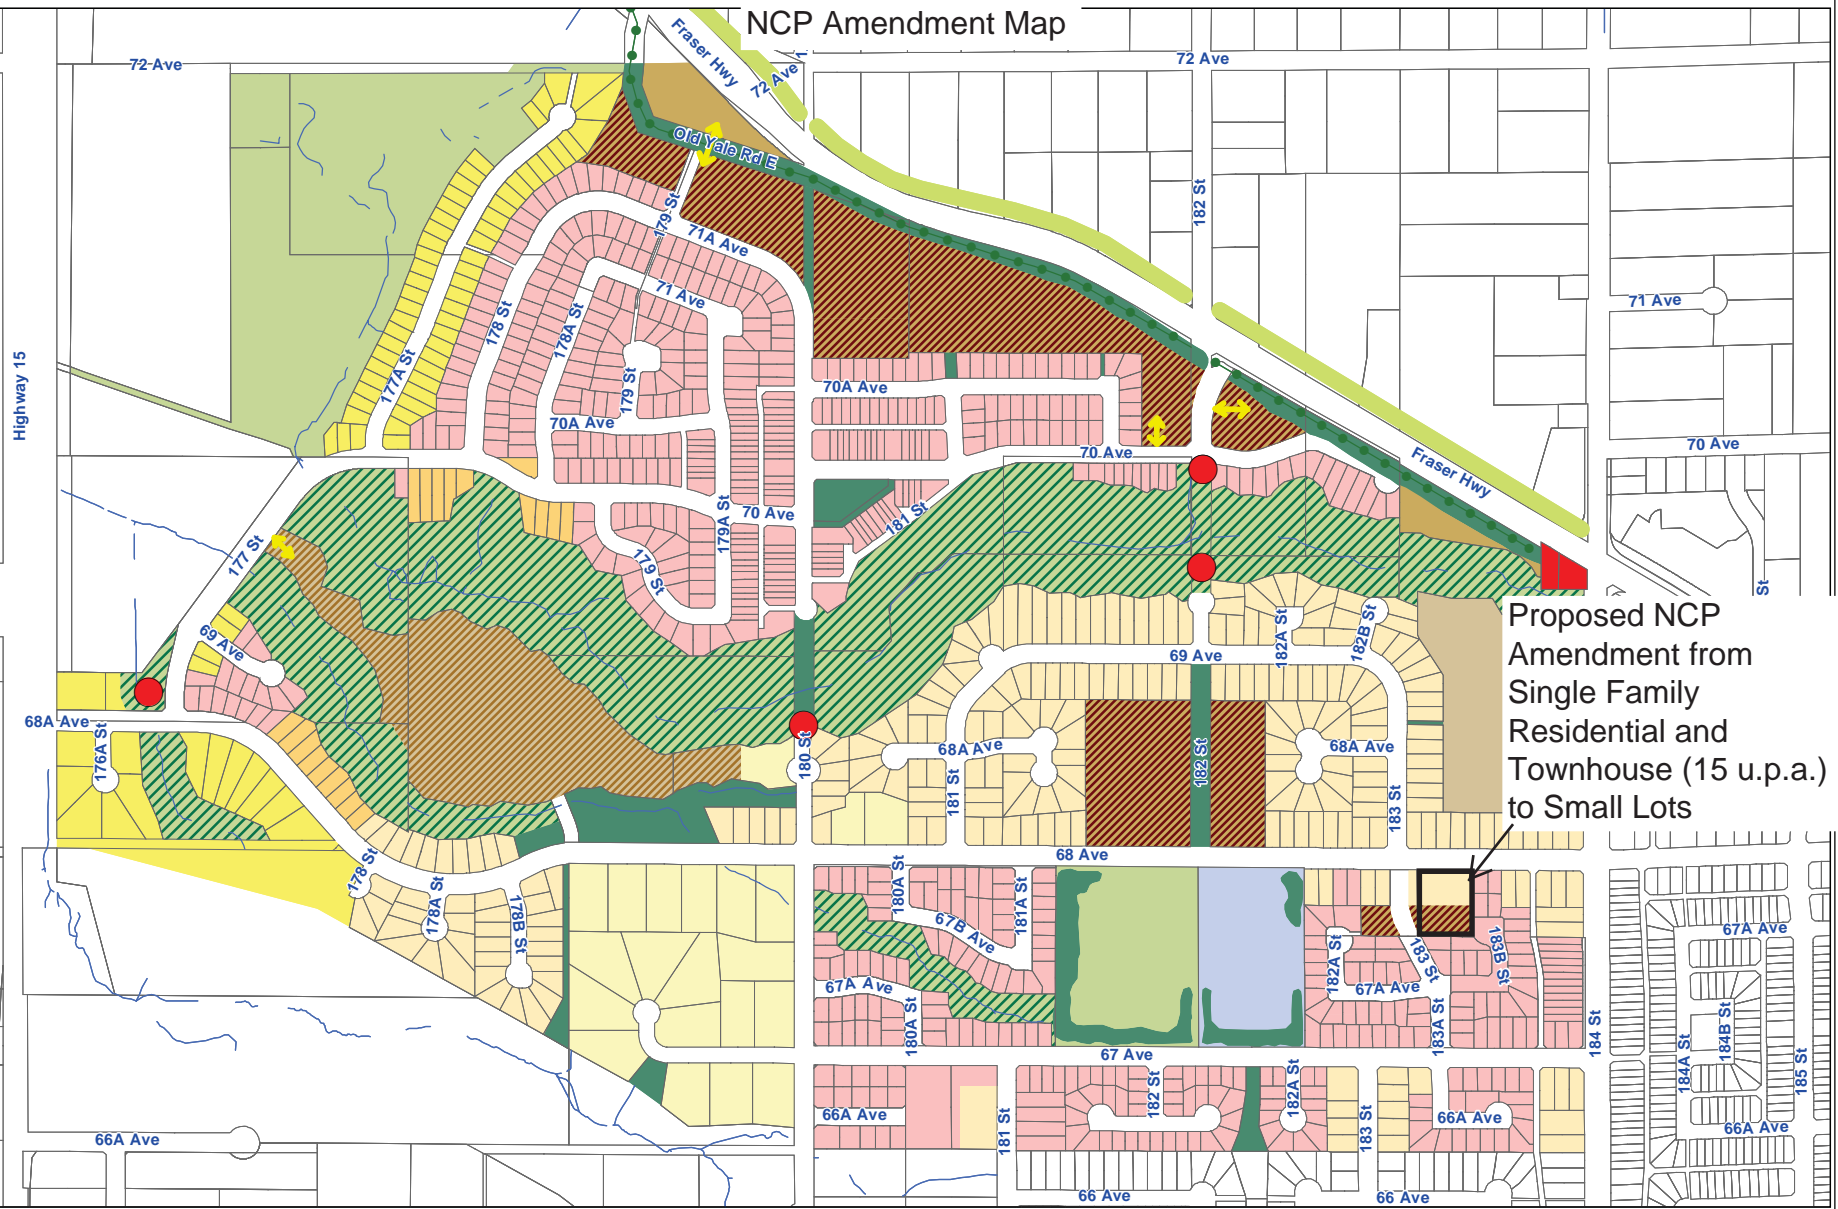 NCP Amendment Map
Fraser Hwy
72 Ave
72 Ave
72 Ave
Old Yale Rd E
182 St
179 St
71A Ave
71 Ave
71 Ave
178 St
178A St
177A St
179 St
Highway 15
70A Ave
70A Ave
70 Ave
70 Ave
Fraser Hwy
70 Ave
179A St
181 St
177 St
179 St
St
Proposed NCP
Amendment from
Single Family
Residential and
Townhouse (15 u.p.a.)
to Small Lots
69 Ave
182A St
182B St
69 Ave
68A Ave
176A St
180 St
68A Ave
182 St
68A Ave
181 St
183 St
68 Ave
178 St
178A St
178B St
180A St
181A St
67B Ave
67A Ave
182A St
183 St
183B St
67A Ave
67A Ave
180A St
183A St
184 St
184A St
184B St
185 St
67 Ave
66A Ave
182 St
182A St
181 St
183 St
66A Ave
66A Ave
66A Ave
66 Ave
66 Ave